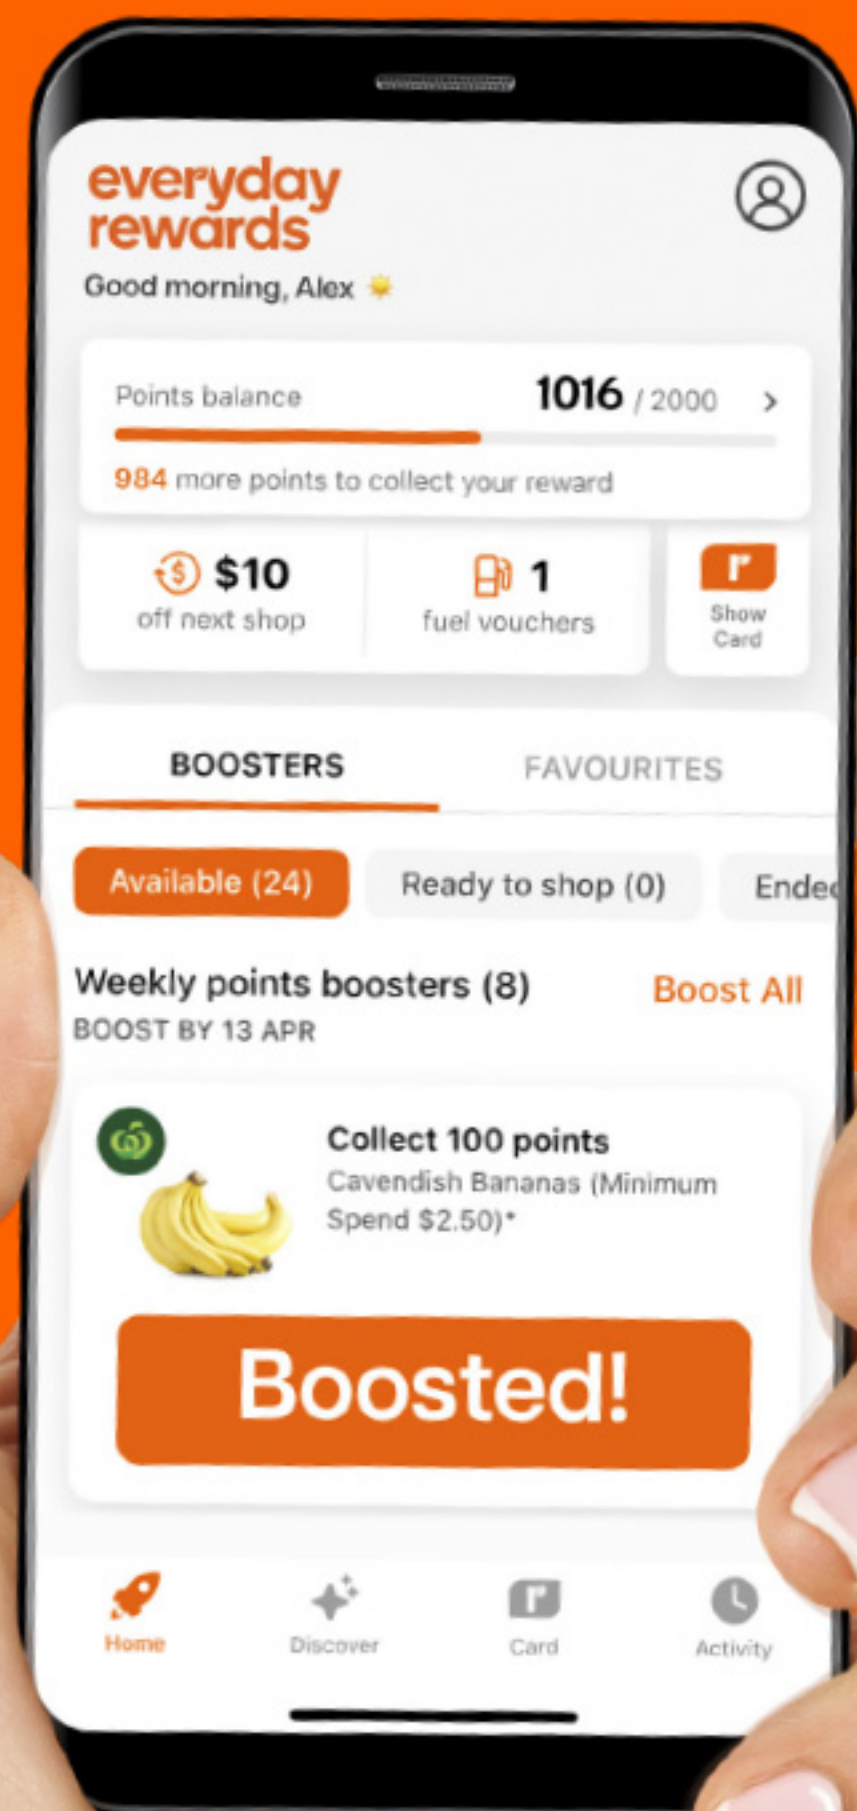 everyday
rewards
Good morning, Alex
Points balance 1016 / 2000
984 more points to collect your reward
$10
off next shop
1
fuel vouchers
Show
Card
BOOSTERS FAVOURITES
Available (24) Ready to shop (0) Ended
Weekly points boosters (8) Boost All
BOOST BY 13 APR
Collect 100 points
Cavendish Bananas (Minimum
Spend $2.50)*
Boosted!
Home Discover Card Activity